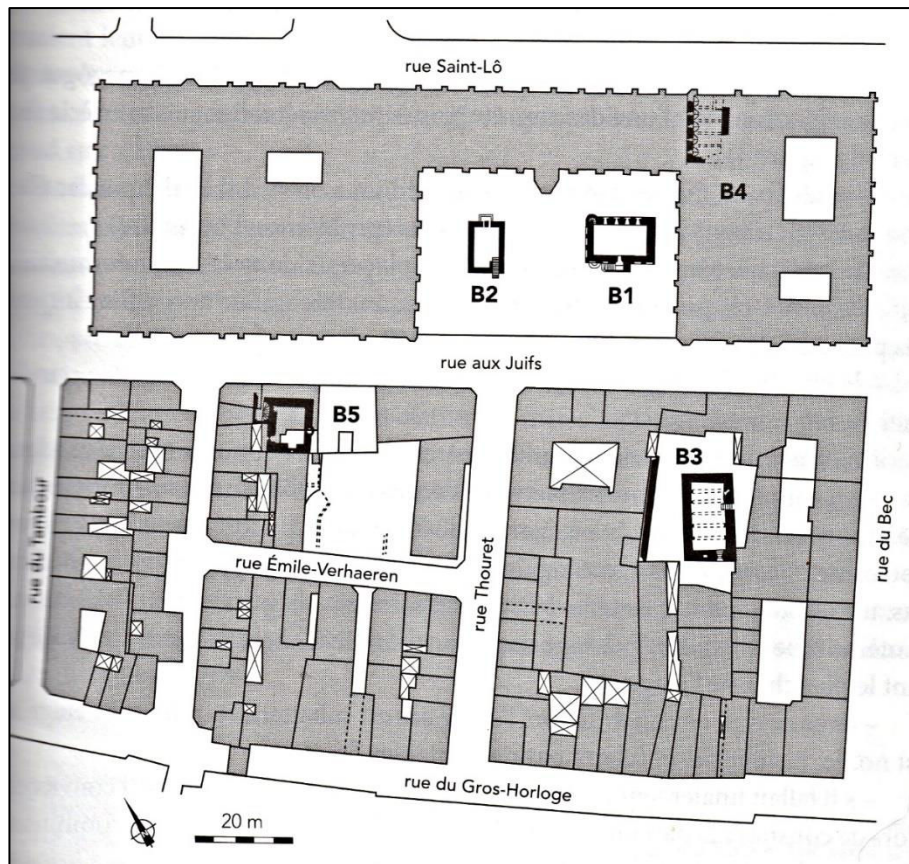 rue Saint-Lô
B4
B2
B1
rue aux Juifs
B5
B3
rue du Tambour
rue Émile-Verhaeren
rue Thouret
rue du Bec
rue du Gros-Horloge
20 m